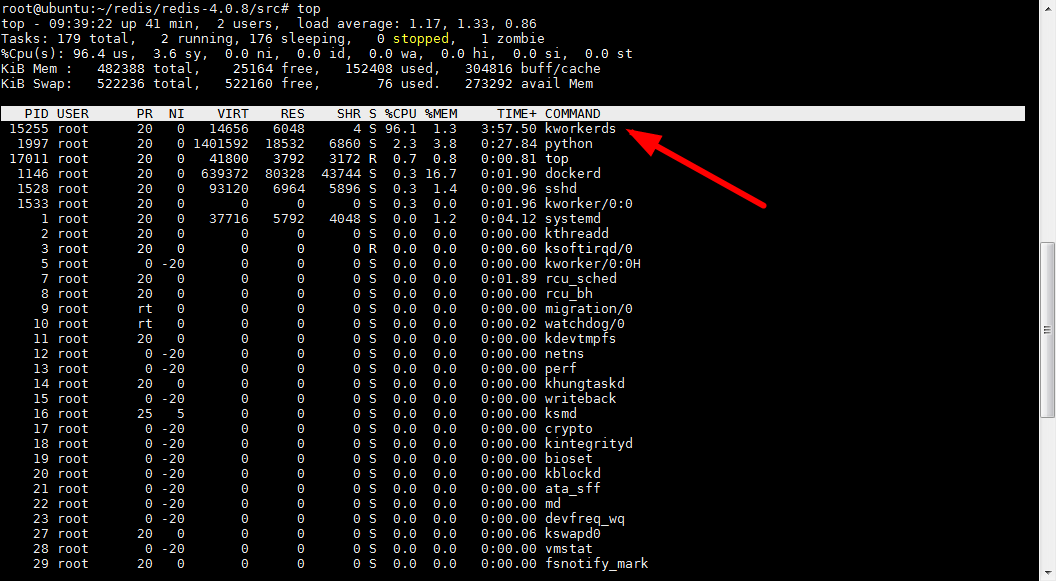 root@ubuntu:~/redis/redis-4.0.8/src# top
top - 09:39:22 up 41 min,  2 users,  load average: 1.17, 1.33, 0.86
Tasks: 179 total,   2 running, 176 sleeping,   0 stopped,   1 zombie
%Cpu(s): 96.4 us,  3.6 sy,  0.0 ni,  0.0 id,  0.0 wa,  0.0 hi,  0.0 si,  0.0 st
KiB Mem :   482388 total,    25164 free,   152408 used,   304816 buff/cache
KiB Swap:   522236 total,   522160 free,       76 used.   273292 avail Mem
  PID USER      PR  NI    VIRT    RES    SHR S %CPU %MEM     TIME+ COMMAND
15255 root      20   0   14656   6048      4 S 96.1  1.3   3:57.50 kworkerds
 1997 root      20   0 1401592  18532   6860 S  2.3  3.8   0:27.84 python
17011 root      20   0   41800   3792   3172 R  0.7  0.8   0:00.81 top
 1146 root      20   0  639372  80328  43744 S  0.3 16.7   0:01.90 dockerd
 1528 root      20   0   93120   6964   5896 S  0.3  1.4   0:00.96 sshd
 1533 root      20   0       0      0      0 S  0.3  0.0   0:01.96 kworker/0:0
    1 root      20   0   37716   5792   4048 S  0.0  1.2   0:04.12 systemd
    2 root      20   0       0      0      0 S  0.0  0.0   0:00.00 kthreadd
    3 root      20   0       0      0      0 R  0.0  0.0   0:00.60 ksoftirqd/0
    5 root       0 -20       0      0      0 S  0.0  0.0   0:00.00 kworker/0:0H
    7 root      20   0       0      0      0 S  0.0  0.0   0:01.89 rcu_sched
    8 root      20   0       0      0      0 S  0.0  0.0   0:00.00 rcu_bh
    9 root      rt   0       0      0      0 S  0.0  0.0   0:00.00 migration/0
   10 root      rt   0       0      0      0 S  0.0  0.0   0:00.02 watchdog/0
   11 root      20   0       0      0      0 S  0.0  0.0   0:00.00 kdevtmpfs
   12 root       0 -20       0      0      0 S  0.0  0.0   0:00.00 netns
   13 root       0 -20       0      0      0 S  0.0  0.0   0:00.00 perf
   14 root      20   0       0      0      0 S  0.0  0.0   0:00.00 khungtaskd
   15 root       0 -20       0      0      0 S  0.0  0.0   0:00.00 writeback
   16 root      25   5       0      0      0 S  0.0  0.0   0:00.00 ksmd
   17 root       0 -20       0      0      0 S  0.0  0.0   0:00.00 crypto
   18 root       0 -20       0      0      0 S  0.0  0.0   0:00.00 kintegrityd
   19 root       0 -20       0      0      0 S  0.0  0.0   0:00.00 bioset
   20 root       0 -20       0      0      0 S  0.0  0.0   0:00.00 kblockd
   21 root       0 -20       0      0      0 S  0.0  0.0   0:00.00 ata_sff
   22 root       0 -20       0      0      0 S  0.0  0.0   0:00.00 md
   23 root       0 -20       0      0      0 S  0.0  0.0   0:00.00 devfreq_wq
   27 root      20   0       0      0      0 S  0.0  0.0   0:00.06 kswapd0
   28 root       0 -20       0      0      0 S  0.0  0.0   0:00.00 vmstat
   29 root      20   0       0      0      0 S  0.0  0.0   0:00.00 fsnotify_mark